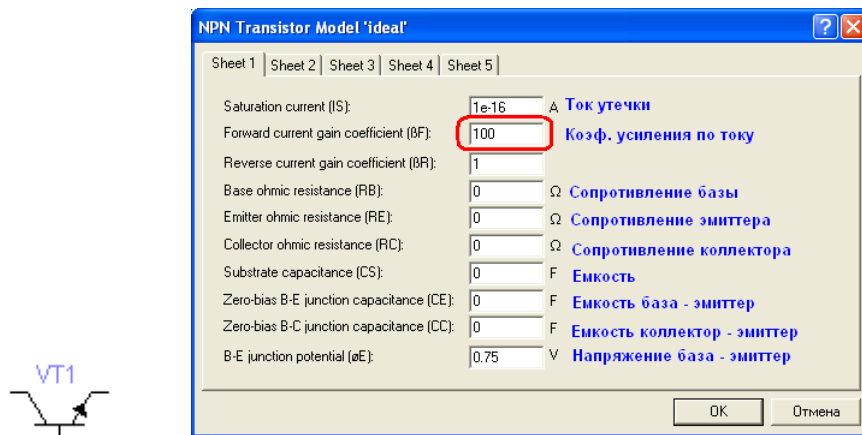 NPN Transistor Model 'ideal'
Sheet 1 Sheet 2 Sheet 3 Sheet 4 Sheet 5
Saturation current (IS): 1e-16 A Ток утечки
Forward current gain coefficient (βF): 100 Коэф. усиления по току
Reverse current gain coefficient (βR): 1
Base ohmic resistance (RB): 0 Ω Сопротивление базы
Emitter ohmic resistance (RE): 0 Ω Сопротивление эмиттера
Collector ohmic resistance (RC): 0 Ω Сопротивление коллектора
Substrate capacitance (CS): 0 F Емкость
Zero-bias B-E junction capacitance (CE): 0 F Емкость база - эмиттер
Zero-bias B-C junction capacitance (CC): 0 F Емкость коллектор - эмиттер
B-E junction potential (øE): 0.75 V Напряжение база - эмиттер
VT1
OK Отмена